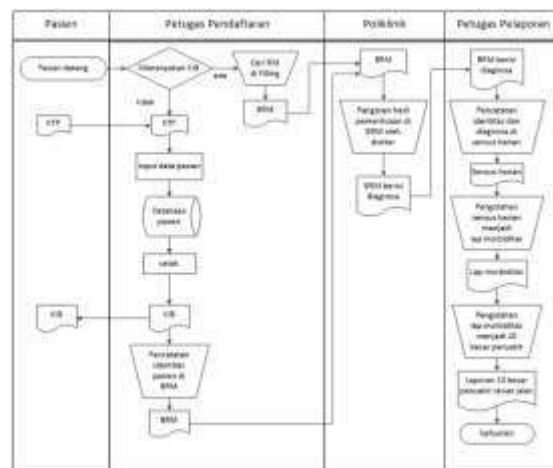 Pasien
Petugas Pendaftaran
Poliklinik
Petugas Pelaporan
Pasien datang
Menanyakan KIB
ada
tidak
Cari RM
di Filling
BRM
KTP
KTP
Input data pasien
Database
pasien
cetak
KIB
KIB
Pencatatan
identitas
pasien di
BRM
BRM
BRM
Pengisian hasil
pemeriksaan di
BRM oleh
dokter
BRM berisi
diagnosa
BRM berisi
diagnosa
Pencatatan
identitas dan
diagnosa di
sensus harian
Sensus harian
Pengolahan
sensus harian
menjadi
lap morbiditas
Lap morbiditas
Pengolahan
lap morbiditas
menjadi 10
besar penyakit
Laporan 10 besar
penyakit rawat jalan